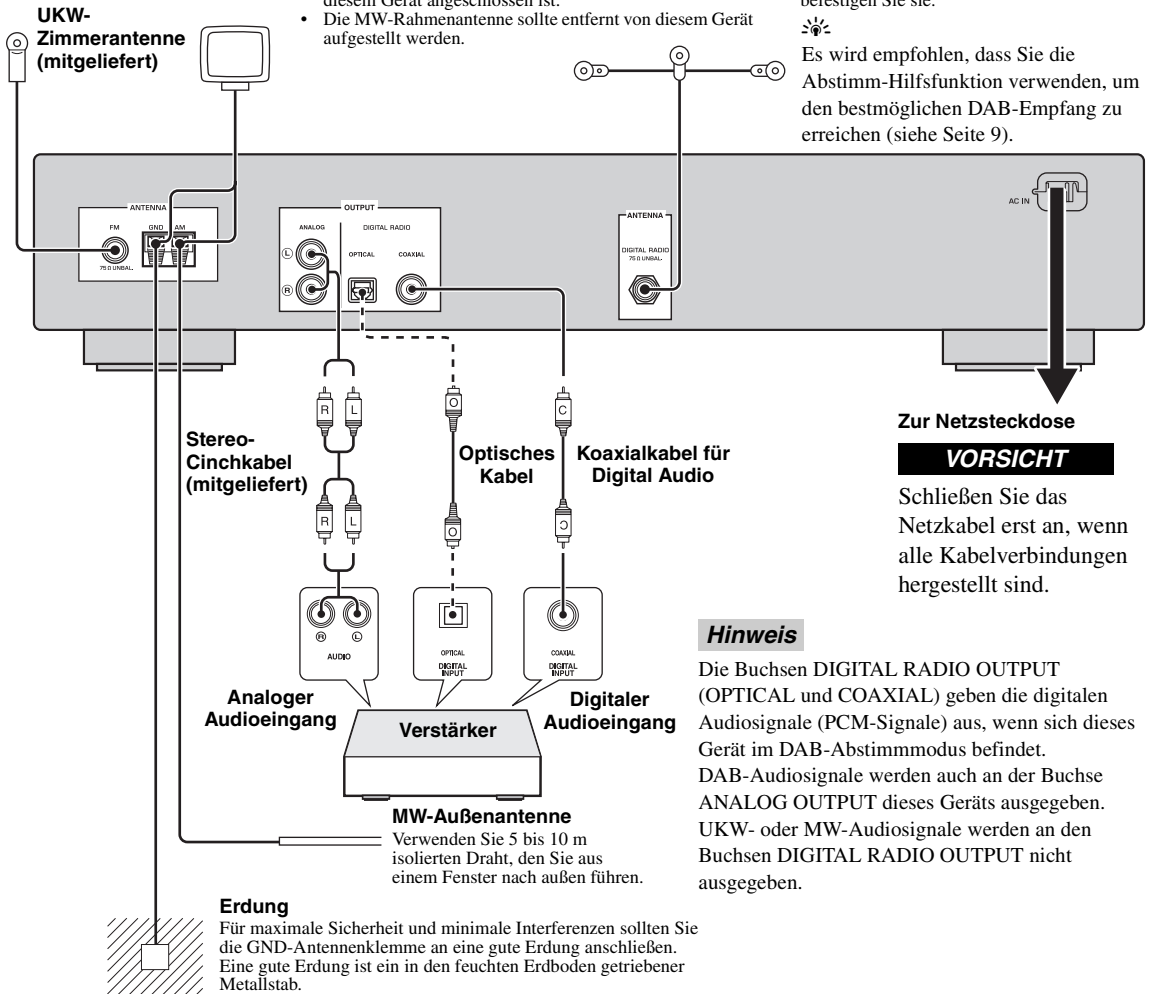 diesem Gerät angeschlossen ist.
• Die MW-Rahmenantenne sollte entfernt von diesem Gerät
aufgestellt werden.
befestigen Sie sie.
Es wird empfohlen, dass Sie die
Abstimm-Hilfsfunktion verwenden, um
den bestmöglichen DAB-Empfang zu
erreichen (siehe Seite 9).
UKW-
Zimmerantenne
(mitgeliefert)
ANTENNA
FM
GND
AM
75 Ω UNBAL.
OUTPUT
ANALOG
DIGITAL RADIO
OPTICAL
COAXIAL
L
R
ANTENNA
DIGITAL RADIO
75 Ω UNBAL.
AC IN
R L
O
C
Stereo-
Cinchkabel
(mitgeliefert)
Optisches
Kabel
Koaxialkabel für
Digital Audio
R L
O
C
Zur Netzsteckdose
VORSICHT
Schließen Sie das
Netzkabel erst an, wenn
alle Kabelverbindungen
hergestellt sind.
R L
AUDIO
OPTICAL
DIGITAL
INPUT
COAXIAL
DIGITAL
INPUT
Analoger
Audioeingang
Verstärker
Digitaler
Audioeingang
Hinweis
Die Buchsen DIGITAL RADIO OUTPUT
(OPTICAL und COAXIAL) geben die digitalen
Audiosignale (PCM-Signale) aus, wenn sich dieses
Gerät im DAB-Abstimmmodus befindet.
DAB-Audiosignale werden auch an der Buchse
ANALOG OUTPUT dieses Geräts ausgegeben.
UKW- oder MW-Audiosignale werden an den
Buchsen DIGITAL RADIO OUTPUT nicht
ausgegeben.
MW-Außenantenne
Verwenden Sie 5 bis 10 m
isolierten Draht, den Sie aus
einem Fenster nach außen führen.
Erdung
Für maximale Sicherheit und minimale Interferenzen sollten Sie
die GND-Antennenklemme an eine gute Erdung anschließen.
Eine gute Erdung ist ein in den feuchten Erdboden getriebener
Metallstab.